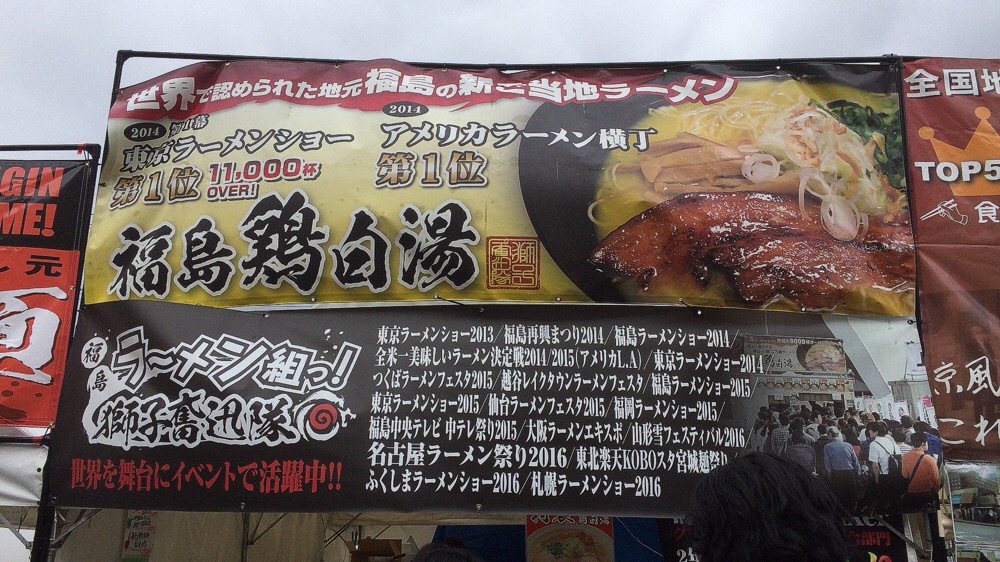 世界で認められた地元福島の新ご当地ラーメン
2014
東京ラーメンショー
第1位
11,000杯
OVER!
2014
アメリカラーメン横丁
第1位
福島鶏白湯
福島
ラーメン組っ!
獅子奮迅隊
世界を舞台にイベントで活躍中!!
東京ラーメンショー2013/福島再興まつり2014/福島ラーメンショー2014/
全米一美味しいラーメン決定戦2014/2015(アメリカL.A)/東京ラーメンショー2014
つくばラーメンフェスタ2015/越谷レイクタウンラーメンフェスタ/福島ラーメンショー2015
東京ラーメンショー2015/仙台ラーメンフェスタ2015/福岡ラーメンショー2015/
福島中央テレビ 中テレ祭り2015/大阪ラーメンエキスポ/山形雪フェスティバル2016
名古屋ラーメン祭り2016/東北楽天KOBOスタ宮城麺祭り
ふくしまラーメンショー2016/札幌ラーメンショー2016
全国地
TOP5
食
京風
これ
GIN
ME!
元
鶏白湯
部門